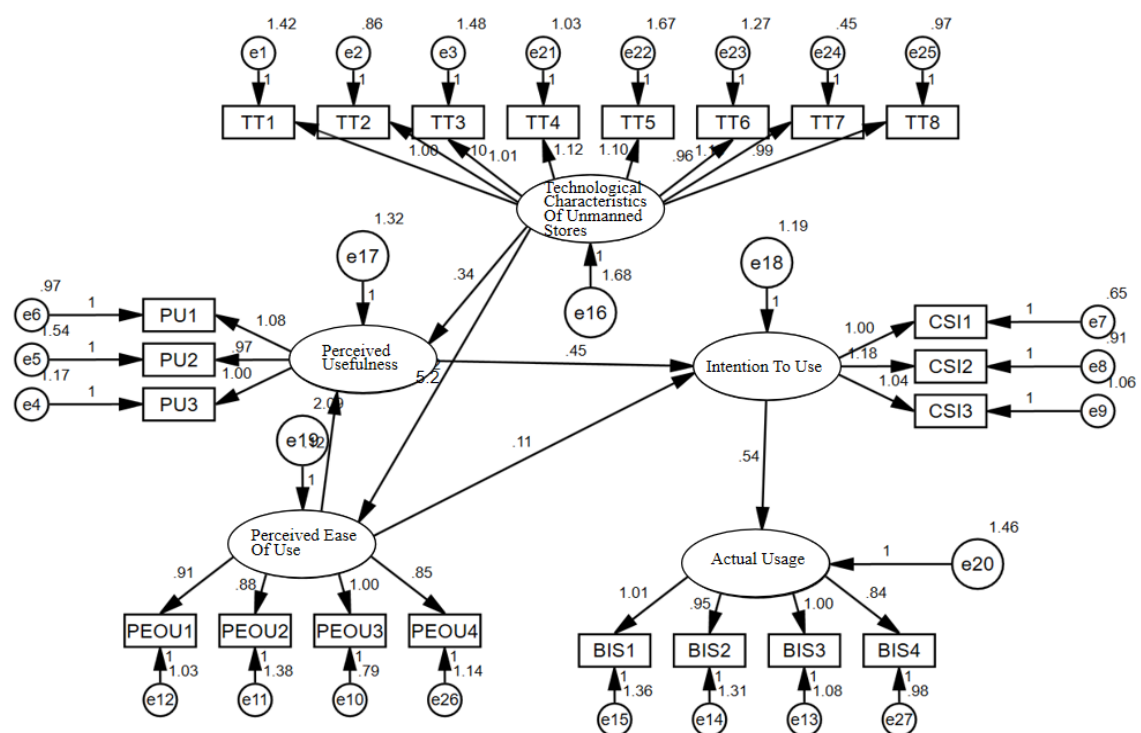 1.42 .86 1.48 1.03 1.67 1.27 .45 .97
e1 e2 e3 e21 e22 e23 e24 e25
1 1 1 1 1 1 1 1
TT1 TT2 TT3 TT4 TT5 TT6 TT7 TT8
1.00 .10 1.01 1.12 1.10 .96 1.1 .99
Technological
Characteristics
Of Unmanned
Stores
1.32
e17
1
1.19
e18
1
1
1.68
e16
.34
.97
e6 1 PU1 1.08
1.54
e5 1 PU2 .97
1.17
e4 1 PU3 1.00
Perceived
Usefulness
.45
Intention To Use
1.00 CSI1 1 e7 .65
1.18 CSI2 1 e8 .91
1.04 CSI3 1 e9 1.06
2.09
e19
1
.11
.54
Perceived Ease
Of Use
Actual Usage
1
1.46
e20
.91 .88 1.00 .85
PEOU1 PEOU2 PEOU3 PEOU4
1 1 1 1
1.03 1.38 .79 1.14
e12 e11 e10 e26
1.01 .95 1.00 .84
BIS1 BIS2 BIS3 BIS4
1 1 1 1
1.36 1.31 1.08 .98
e15 e14 e13 e27